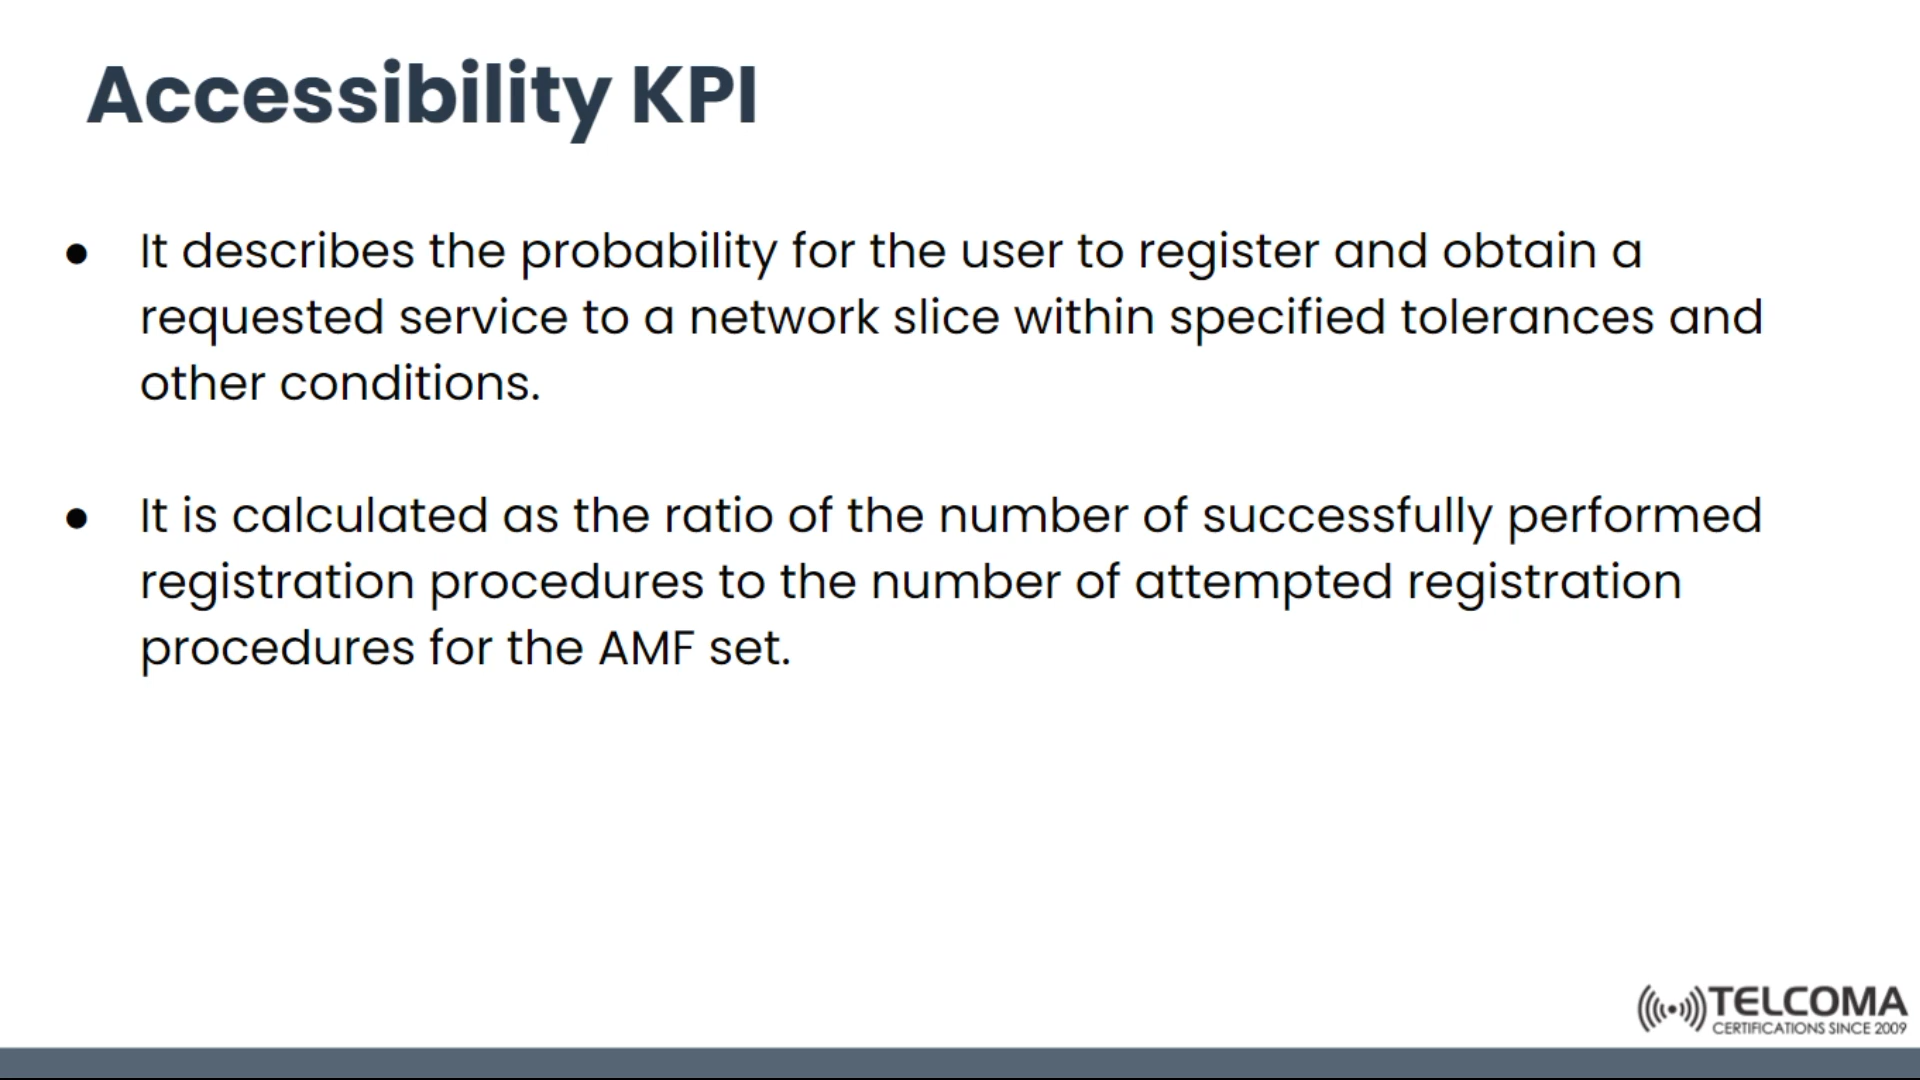 Accessibility KPI
● It describes the probability for the user to register and obtain a
requested service to a network slice within specified tolerances and
other conditions.
● It is calculated as the ratio of the number of successfully performed
registration procedures to the number of attempted registration
procedures for the AMF set.
TELCOMA
CERTIFICATIONS SINCE 2009